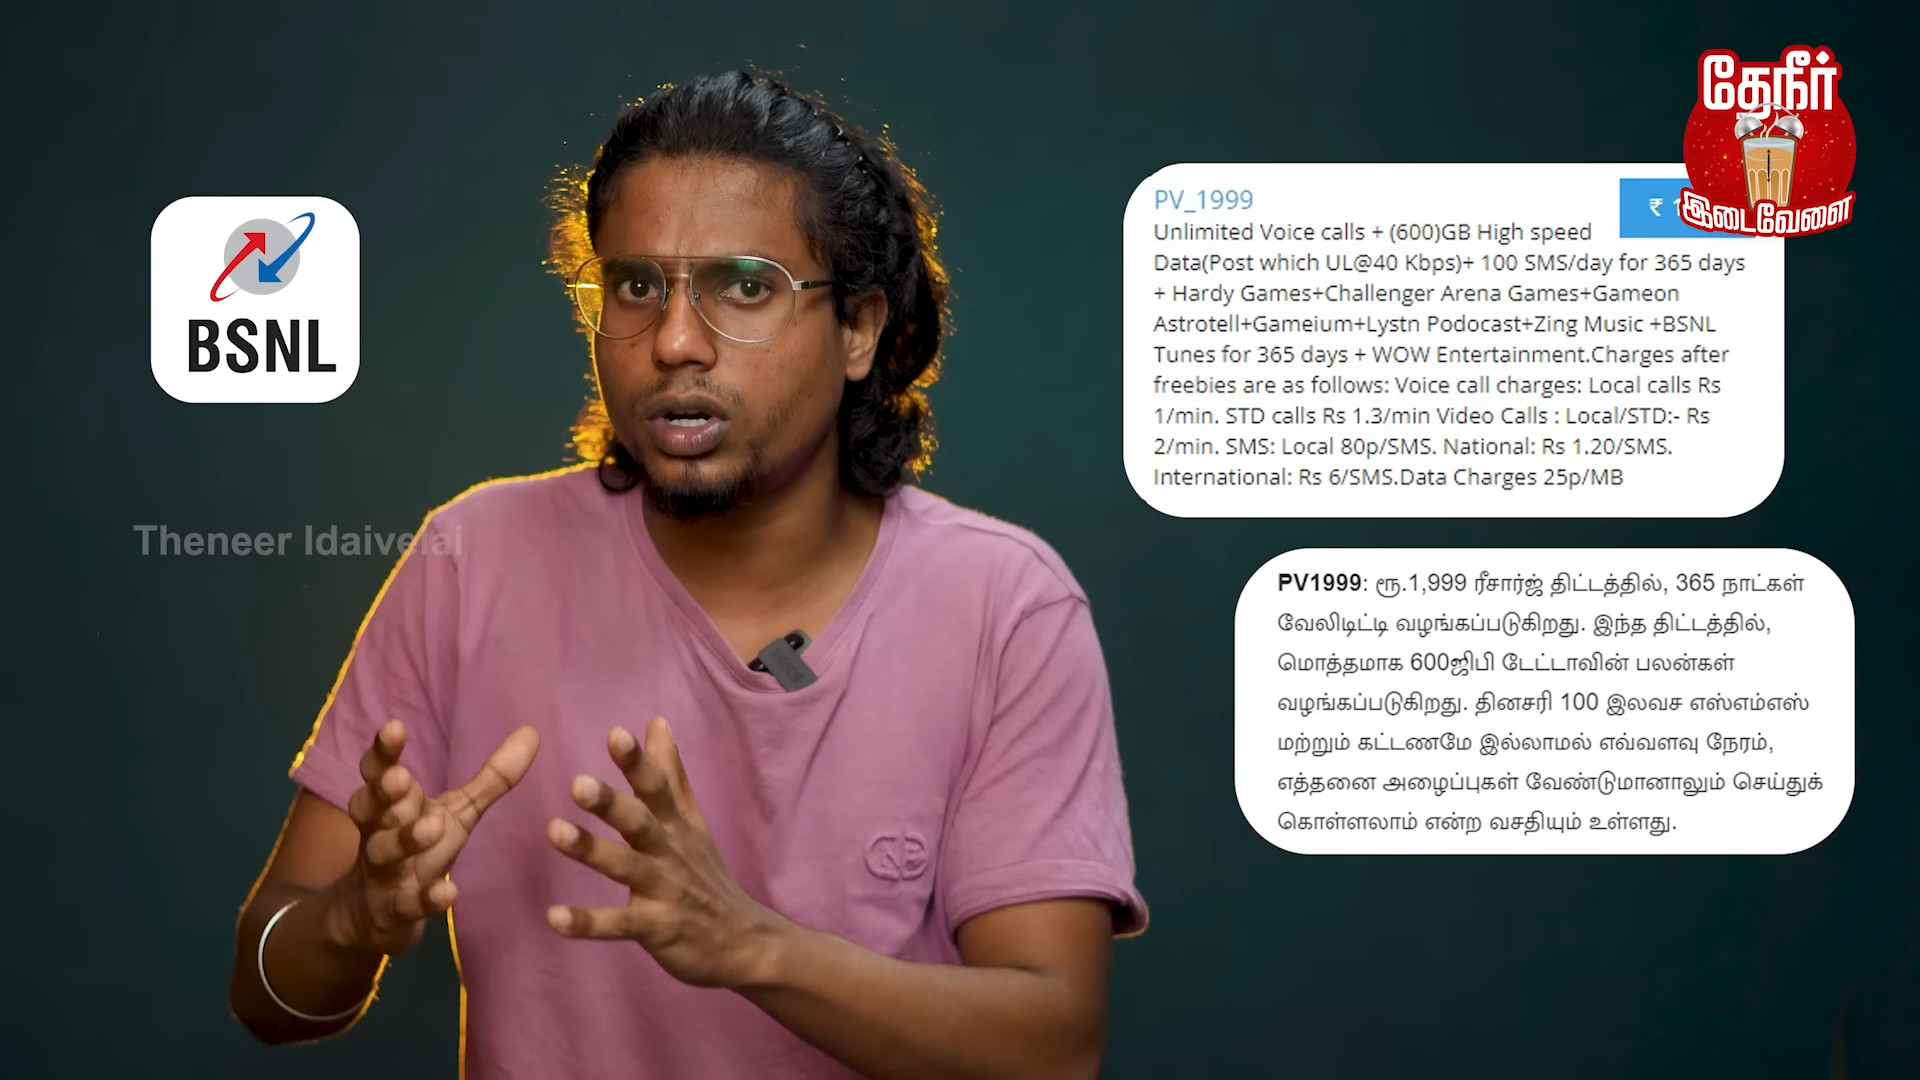 தேநீர்
இடைவேளை
BSNL
Theneer Idaivelai
PV_1999
₹ 1
Unlimited Voice calls + (600)GB High speed
Data(Post which UL@40 Kbps)+ 100 SMS/day for 365 days
+ Hardy Games+Challenger Arena Games+Gameon
Astrotell+Gameium+Lystn Podocast+Zing Music +BSNL
Tunes for 365 days + WOW Entertainment.Charges after
freebies are as follows: Voice call charges: Local calls Rs
1/min. STD calls Rs 1.3/min Video Calls : Local/STD:- Rs
2/min. SMS: Local 80p/SMS. National: Rs 1.20/SMS.
International: Rs 6/SMS.Data Charges 25p/MB
PV1999: ரூ.1,999 ரீசார்ஜ் திட்டத்தில், 365 நாட்கள்
வேலிடிட்டி வழங்கப்படுகிறது. இந்த திட்டத்தில்,
மொத்தமாக 600ஜிபி டேட்டாவின் பலன்கள்
வழங்கப்படுகிறது. தினசரி 100 இலவச எஸ்எம்எஸ்
மற்றும் கட்டணமே இல்லாமல் எவ்வளவு நேரம்,
எத்தனை அழைப்புகள் வேண்டுமானாலும் செய்துக்
கொள்ளலாம் என்ற வசதியும் உள்ளது.